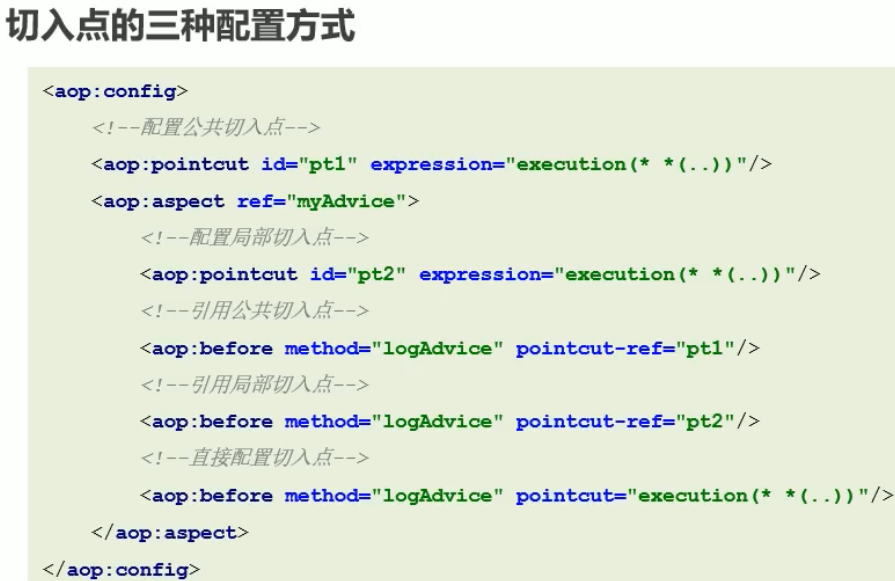 切入点的三种配置方式
<aop:config>
<!--配置公共切入点-->
<aop:pointcut id="pt1" expression="execution(* *(..))"/>
<aop:aspect ref="myAdvice">
<!--配置局部切入点-->
<aop:pointcut id="pt2" expression="execution(* *(..))"/>
<!--引用公共切入点-->
<aop:before method="logAdvice" pointcut-ref="pt1"/>
<!--引用局部切入点-->
<aop:before method="logAdvice" pointcut-ref="pt2"/>
<!--直接配置切入点-->
<aop:before method="logAdvice" pointcut="execution(* *(..))"/>
</aop:aspect>
</aop:config>